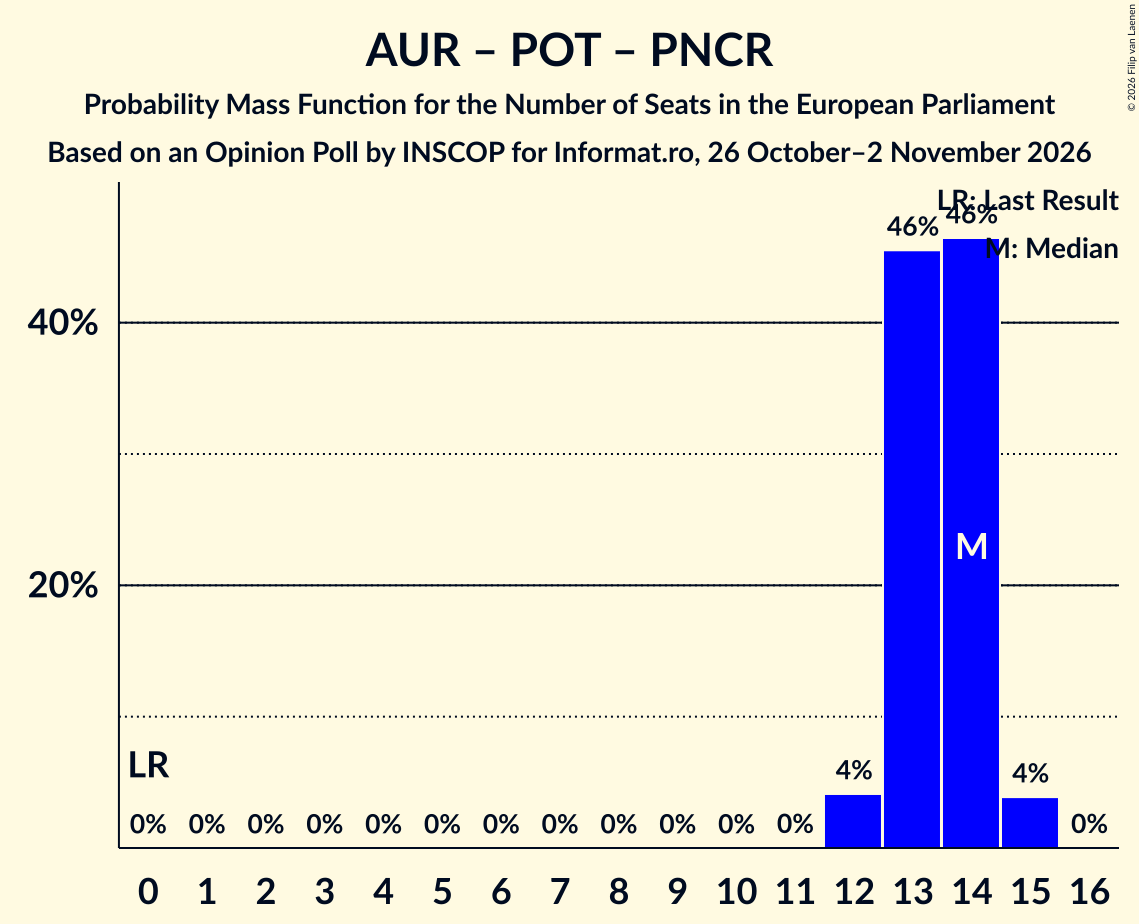 AUR – POT – PNCR
Probability Mass Function for the Number of Seats in the European Parliament
Based on an Opinion Poll by INSCOP for Informat.ro, 26 October–2 November 2026
© 2026 Filip van Laenen
LR: Last Result
M: Median
46% 46%
40%
20%
M
LR
0% 0% 0% 0% 0% 0% 0% 0% 0% 0% 0% 0% 4% 4% 0%
0 1 2 3 4 5 6 7 8 9 10 11 12 13 14 15 16